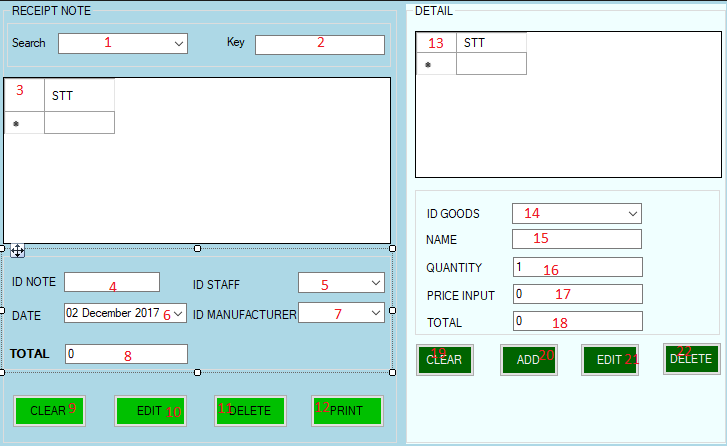 RECEIPT NOTE
Search 1 Key 2
3 STT
*
ID NOTE 4 ID STAFF 5
DATE 02 December 2017 6 ID MANUFACTURER 7
TOTAL 0 8
CLEAR 9 EDIT 10 11 DELETE 12 PRINT
DETAIL
13 STT
*
ID GOODS 14
NAME 15
QUANTITY 1 16
PRICE INPUT 0 17
TOTAL 0 18
19 CLEAR ADD 20 EDIT 21 22 DELETE